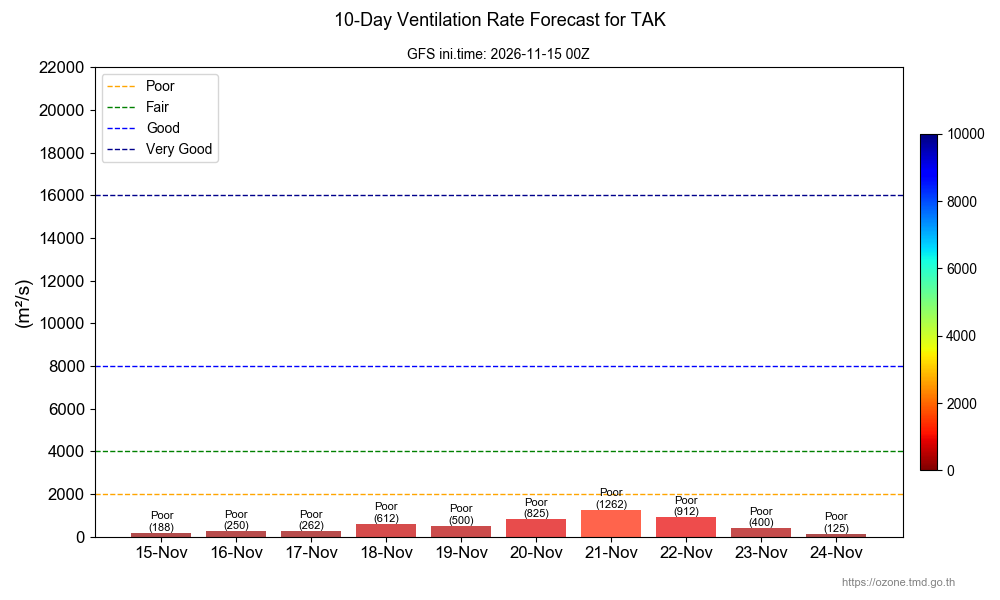 10-Day Ventilation Rate Forecast for TAK
GFS ini.time: 2026-11-15 00Z
(m²/s)
22000
20000
18000
16000
14000
12000
10000
8000
6000
4000
2000
0
Poor
Fair
Good
Very Good
Poor
(188)
Poor
(250)
Poor
(262)
Poor
(612)
Poor
(500)
Poor
(825)
Poor
(1262)
Poor
(912)
Poor
(400)
Poor
(125)
15-Nov 16-Nov 17-Nov 18-Nov 19-Nov 20-Nov 21-Nov 22-Nov 23-Nov 24-Nov
10000
8000
6000
4000
2000
0
https://ozone.tmd.go.th